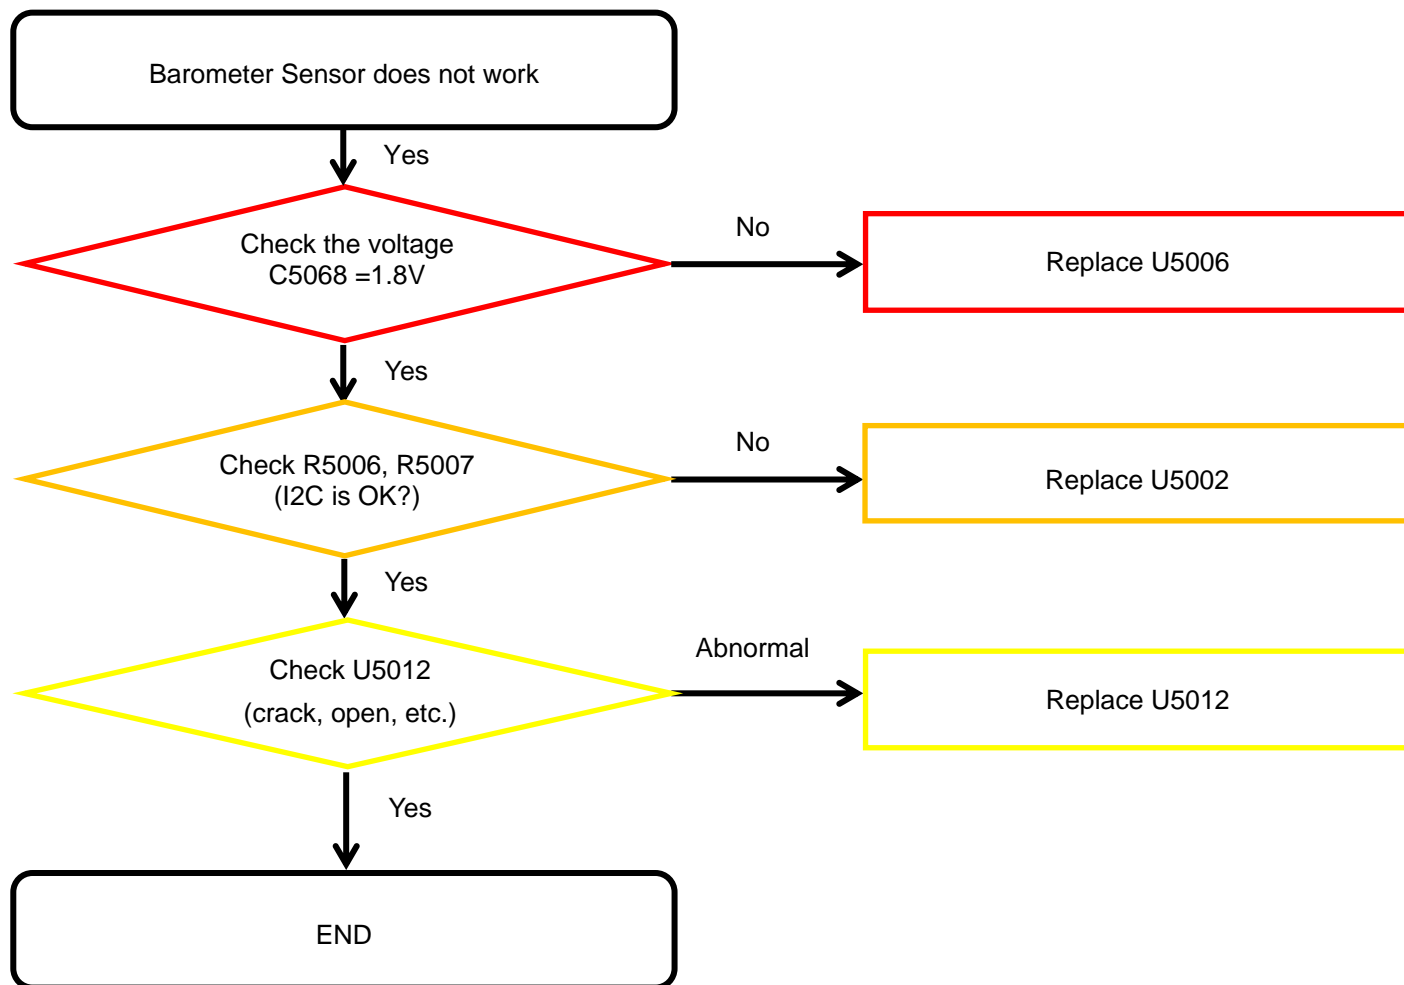 Barometer Sensor does not work
Yes
Check the voltage
C5068 =1.8V
No
Replace U5006
Yes
Check R5006, R5007
(I2C is OK?)
No
Replace U5002
Yes
Check U5012
(crack, open, etc.)
Abnormal
Replace U5012
Yes
END